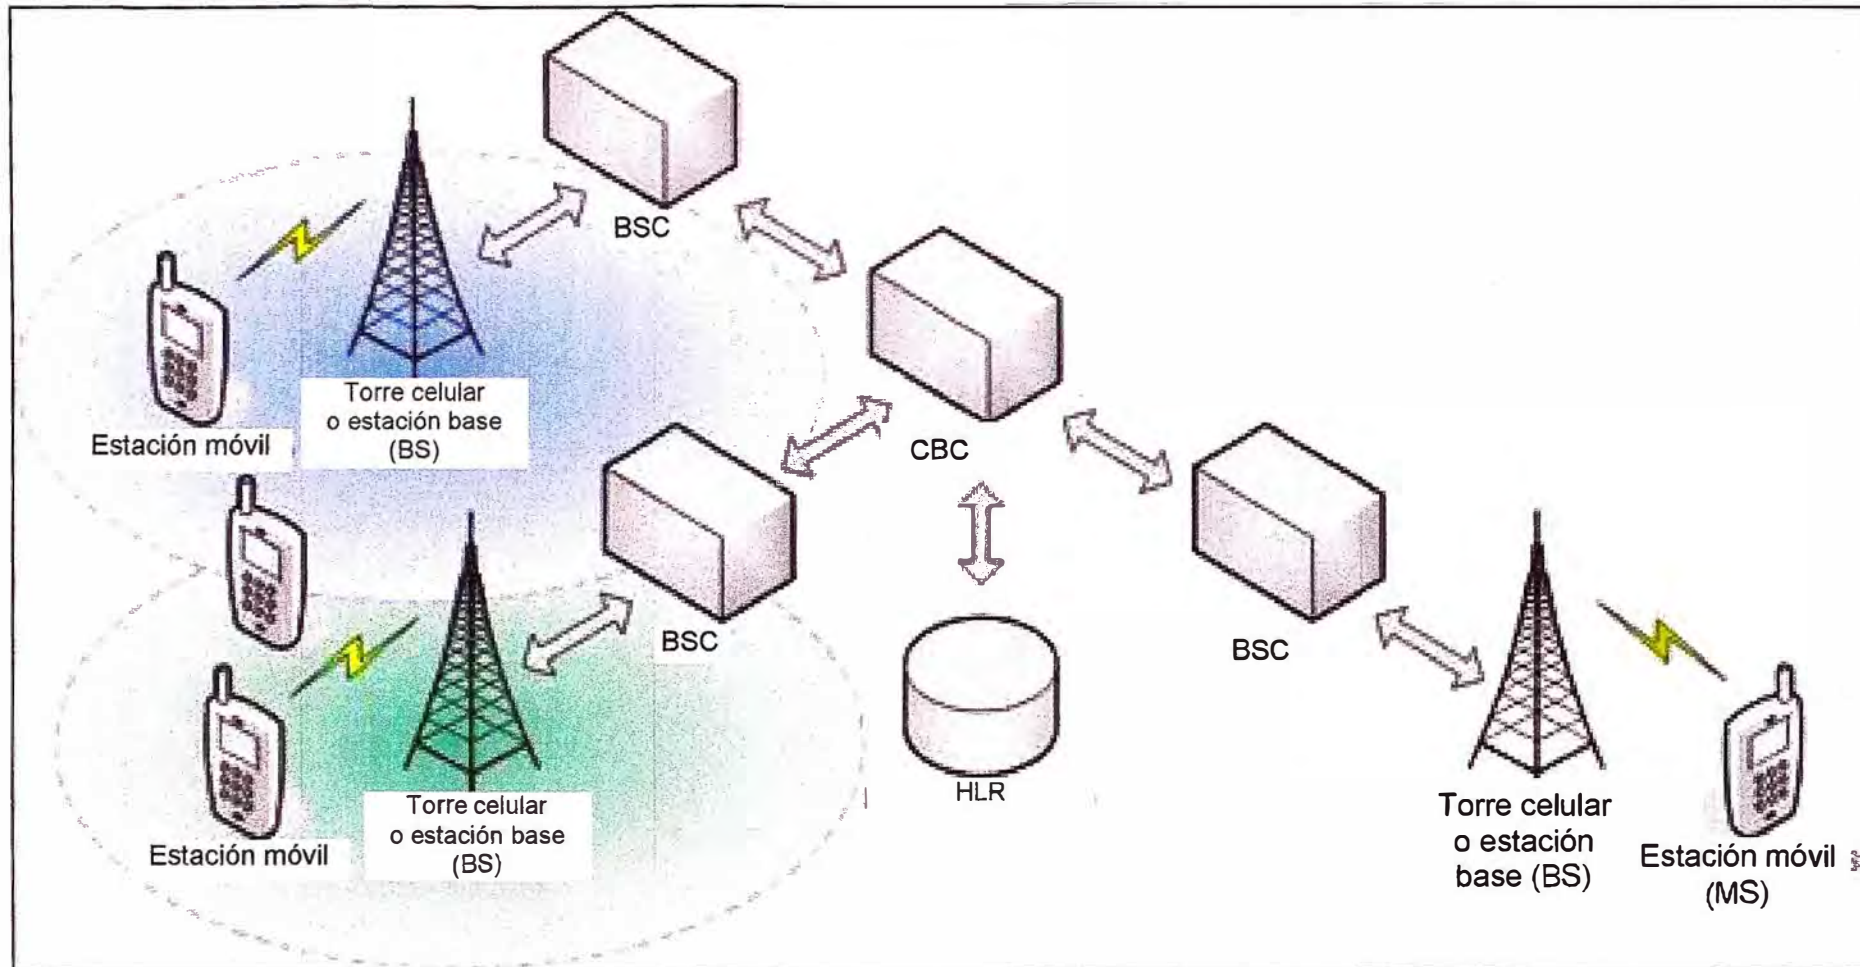 BSC
Torre celular
o estación base
(BS)
Estación móvil
CBC
BSC
BSC
HLR
Torre celular
o estación base
(BS)
Estación móvil
Torre celular
o estación
base (BS)
Estación móvil
(MS)